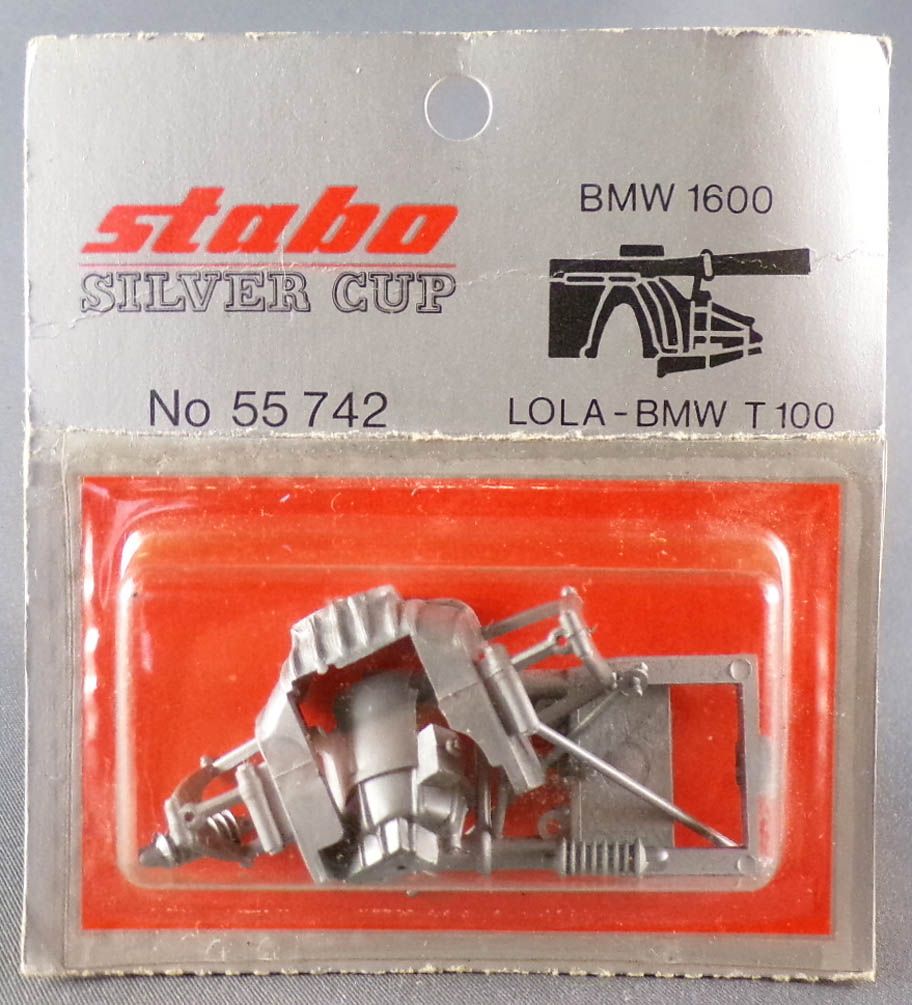 stabo
SILVER CUP
No 55 742
BMW 1600
LOLA-BMW T 100